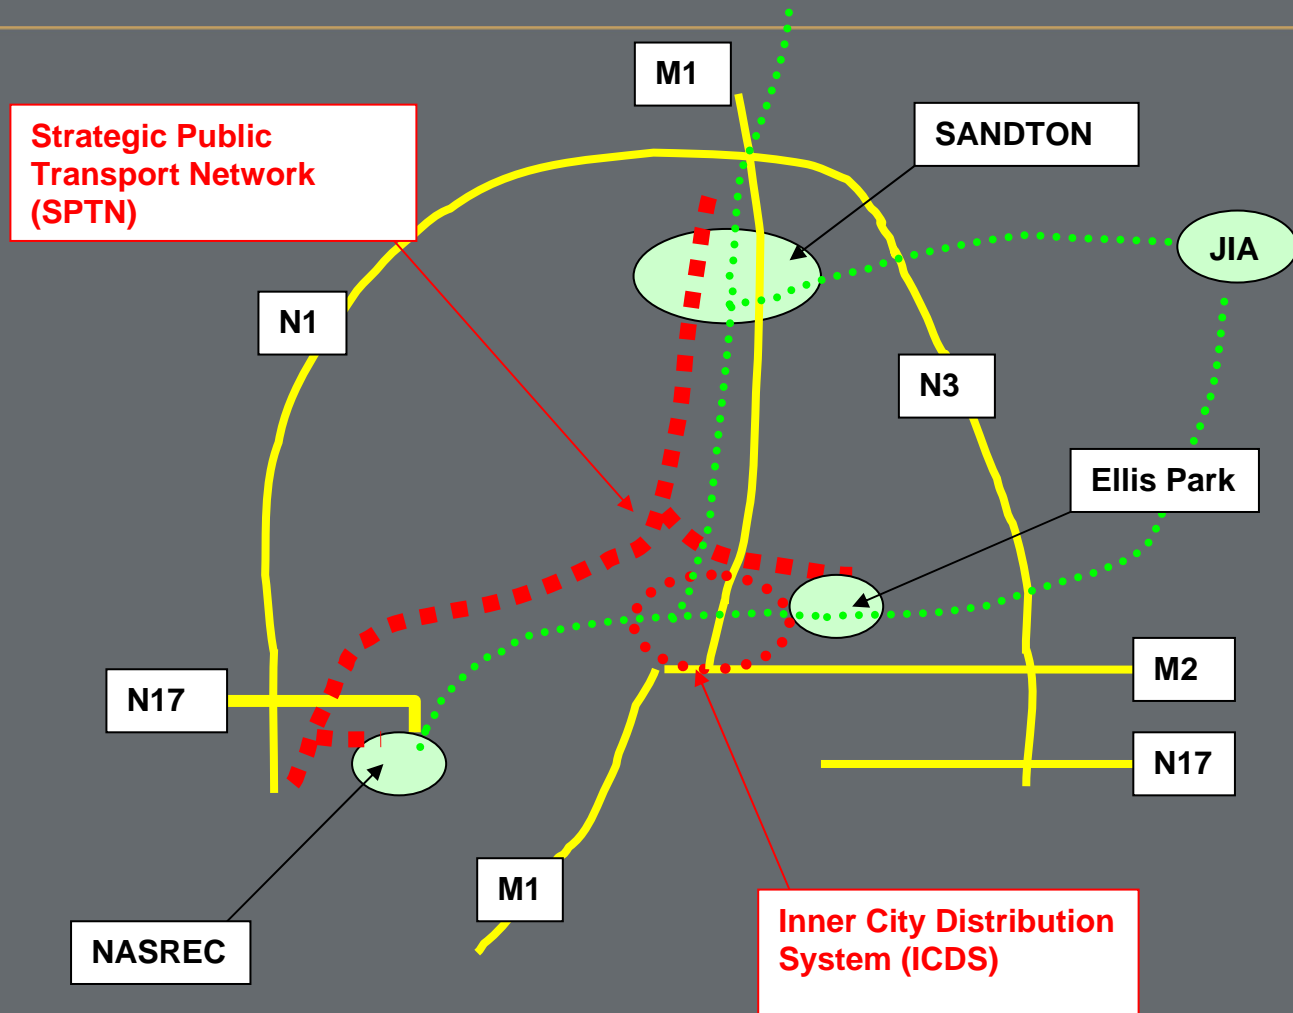 M1
SANDTON
Strategic Public
Transport Network
(SPTN)
JIA
N1
N3
Ellis Park
M2
N17
N17
M1
Inner City Distribution
System (ICDS)
NASREC